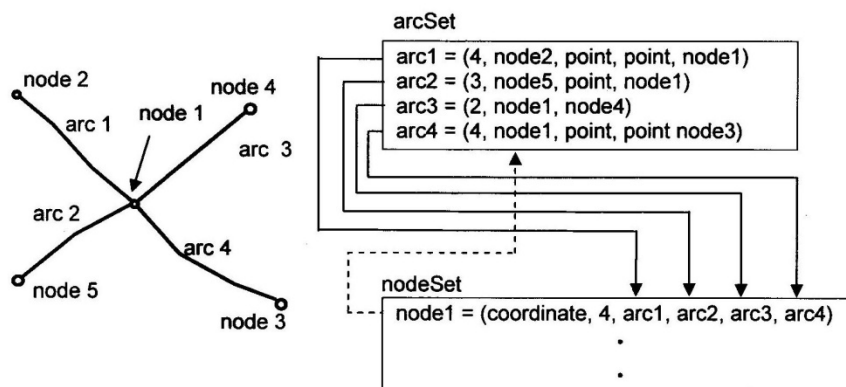 node 2
node 4
node 1
arc 1
arc 3
arc 2
arc 4
node 5
node 3
arcSet
arc1 = (4, node2, point, point, node1)
arc2 = (3, node5, point, node1)
arc3 = (2, node1, node4)
arc4 = (4, node1, point, point node3)
nodeSet
node1 = (coordinate, 4, arc1, arc2, arc3, arc4)